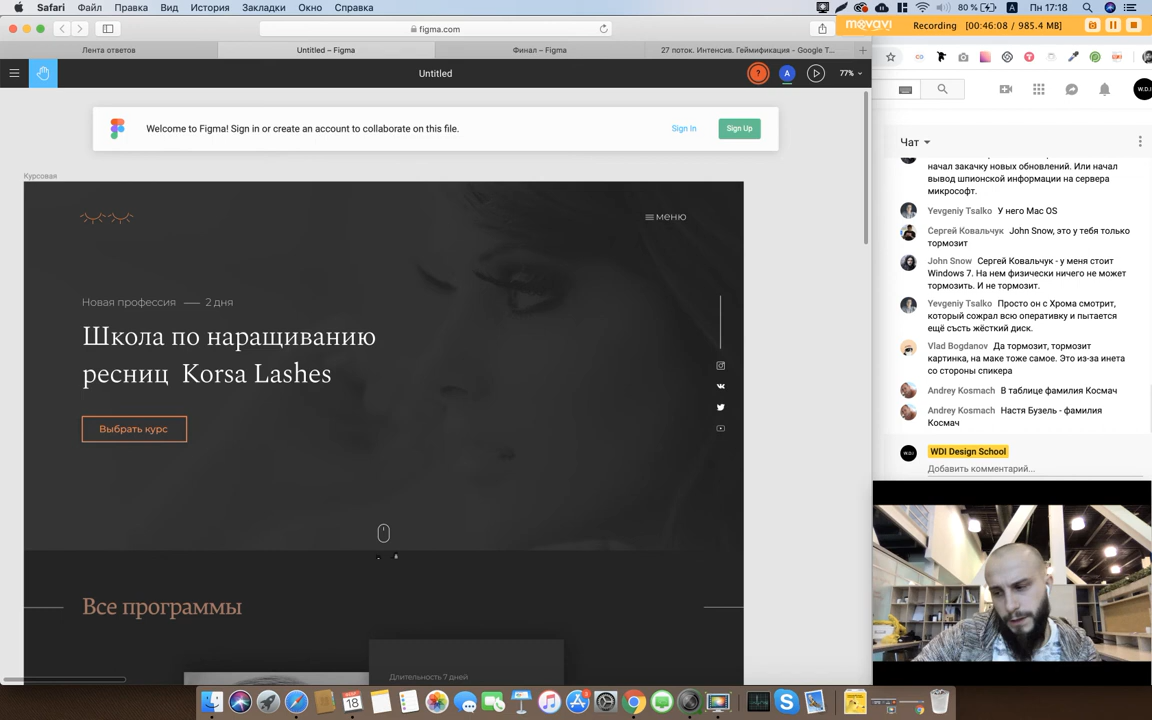 Safari Файл Правка Вид История Закладки Окно Справка
80 % Пн 17:18
movavi Recording [00:46:08 / 985.4 MB]
figma.com
Лента ответов
Untitled – Figma
Финал – Figma
27 поток. Интенсив. Геймификация - Google T...
Untitled
A
77%
Welcome to Figma! Sign in or create an account to collaborate on this file.
Sign in
Sign Up
Курсовая
меню
Новая профессия — 2 дня
Школа по наращиванию
ресниц Korsa Lashes
Выбрать курс
Все программы
Длительность 7 дней
Чат
начал закачку новых обновлений. Или начал
вывод шпионской информации на сервера
микрософт.
Yevgeniy Tsalko У него Mac OS
Сергей Ковальчук John Snow, это у тебя только
тормозит
John Snow Сергей Ковальчук - у меня стоит
Windows 7. На нем физически ничего не может
тормозить. И не тормозит.
Yevgeniy Tsalko Просто он с Хрома смотрит,
который сожрал всю оперативку и пытается
ещё състь жёсткий диск.
Vlad Bogdanov Да тормозит, тормозит
картинка, на маке тоже самое. Это из-за инета
со стороны спикера
Andrey Kosmach В таблице фамилия Космач
Andrey Kosmach Настя Бузель - фамилия
Космач
WDI Design School
Добавить комментарий...